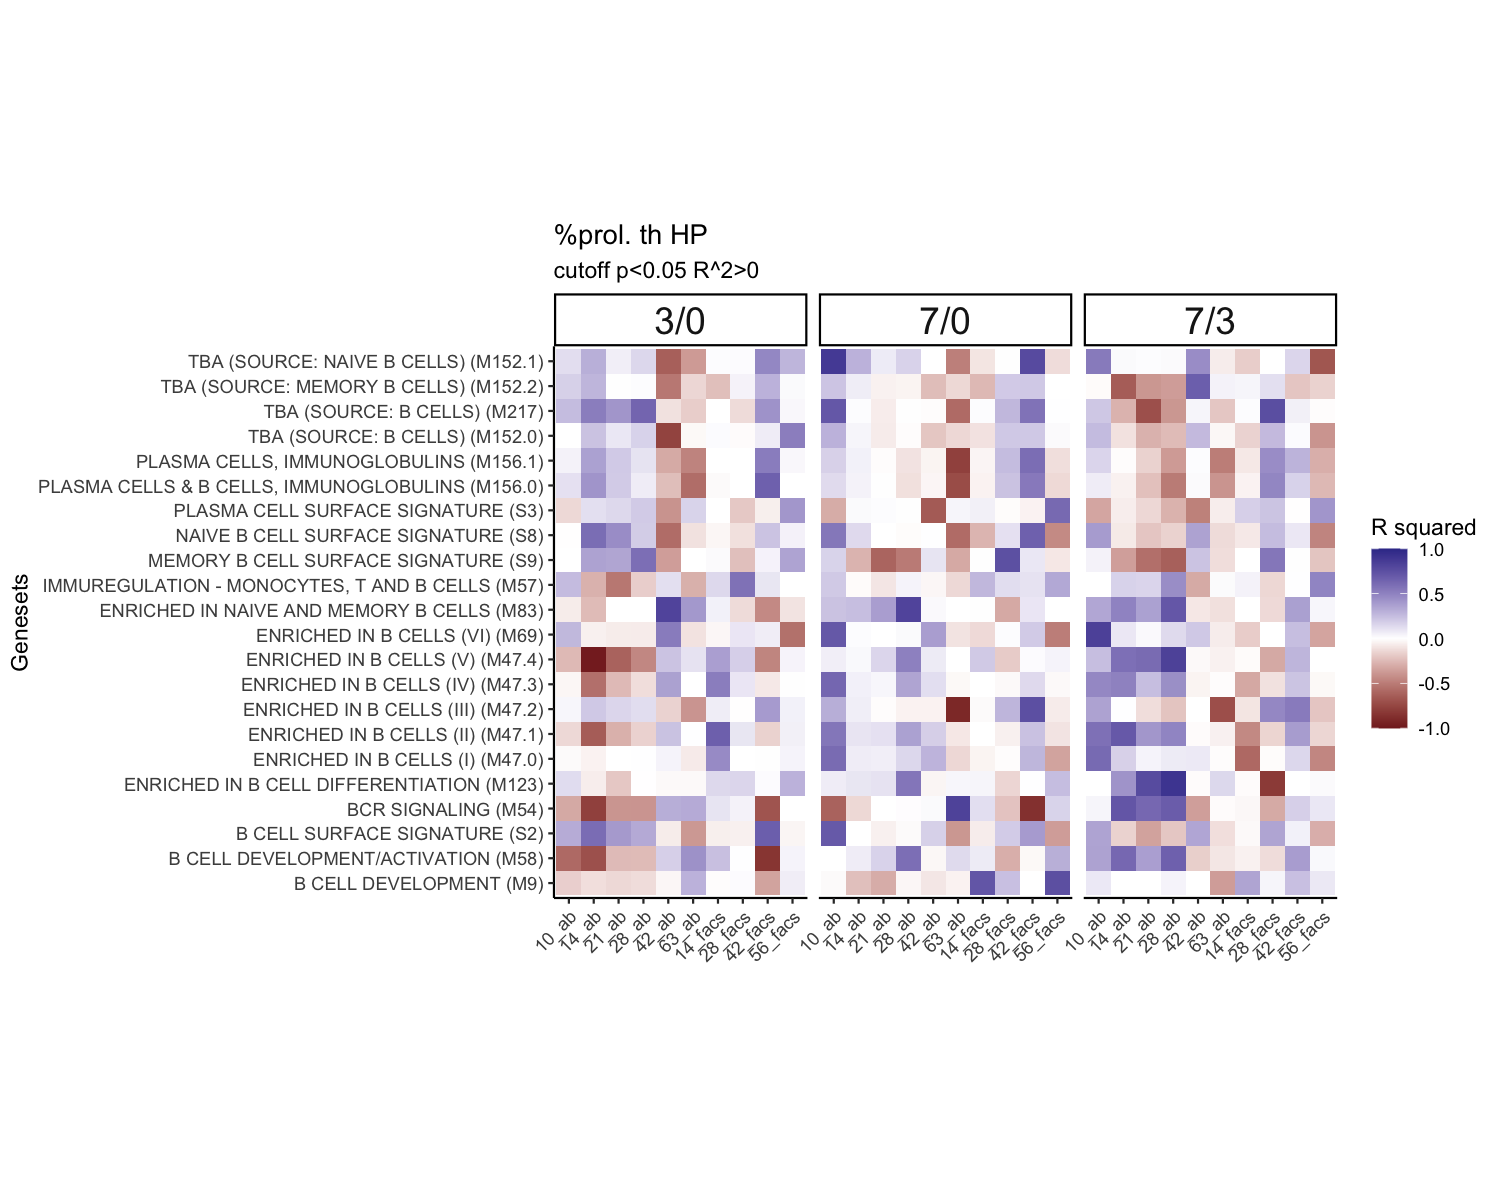 %prol. th HP
cutoff p<0.05 R^2>0
3/0 7/0 7/3
Genesets
TBA (SOURCE: NAIVE B CELLS) (M152.1)
TBA (SOURCE: MEMORY B CELLS) (M152.2)
TBA (SOURCE: B CELLS) (M217)
TBA (SOURCE: B CELLS) (M152.0)
PLASMA CELLS, IMMUNOGLOBULINS (M156.1)
PLASMA CELLS & B CELLS, IMMUNOGLOBULINS (M156.0)
PLASMA CELL SURFACE SIGNATURE (S3)
NAIVE B CELL SURFACE SIGNATURE (S8)
MEMORY B CELL SURFACE SIGNATURE (S9)
IMMUREGULATION - MONOCYTES, T AND B CELLS (M57)
ENRICHED IN NAIVE AND MEMORY B CELLS (M83)
ENRICHED IN B CELLS (VI) (M69)
ENRICHED IN B CELLS (V) (M47.4)
ENRICHED IN B CELLS (IV) (M47.3)
ENRICHED IN B CELLS (III) (M47.2)
ENRICHED IN B CELLS (II) (M47.1)
ENRICHED IN B CELLS (I) (M47.0)
ENRICHED IN B CELL DIFFERENTIATION (M123)
BCR SIGNALING (M54)
B CELL SURFACE SIGNATURE (S2)
B CELL DEVELOPMENT/ACTIVATION (M58)
B CELL DEVELOPMENT (M9)
10_ab 14_ab 21_ab 28_ab 42_ab 63_ab 14_facs 28_facs 42_facs 56_facs
10_ab 14_ab 21_ab 28_ab 42_ab 63_ab 14_facs 28_facs 42_facs 56_facs
10_ab 14_ab 21_ab 28_ab 42_ab 63_ab 14_facs 28_facs 42_facs 56_facs
R squared
1.0
0.5
0.0
-0.5
-1.0